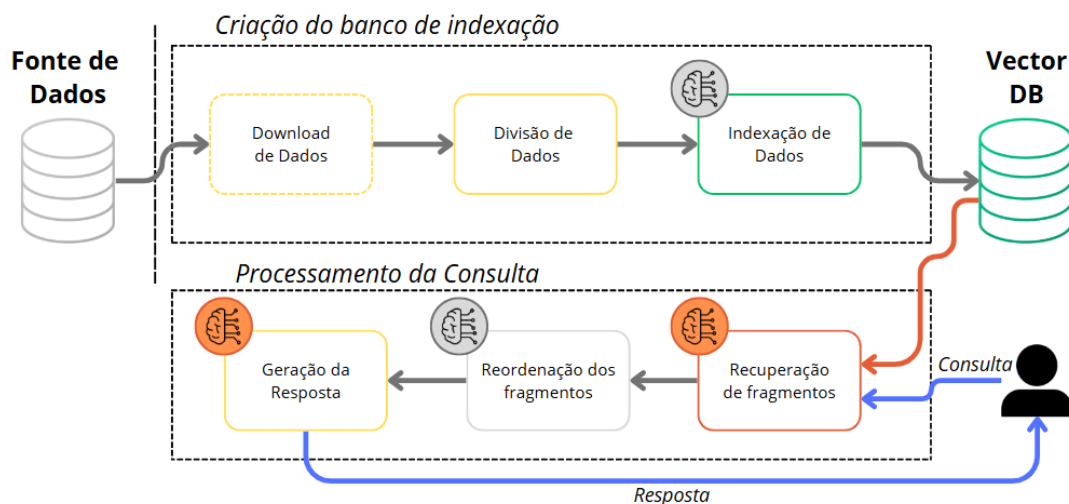 Criação do banco de indexação
Fonte de
Dados
Vector
DB
Download
de Dados
Divisão de
Dados
Indexação de
Dados
Processamento da Consulta
Geração da
Resposta
Reordenação dos
fragmentos
Recuperação
de fragmentos
Consulta
Resposta